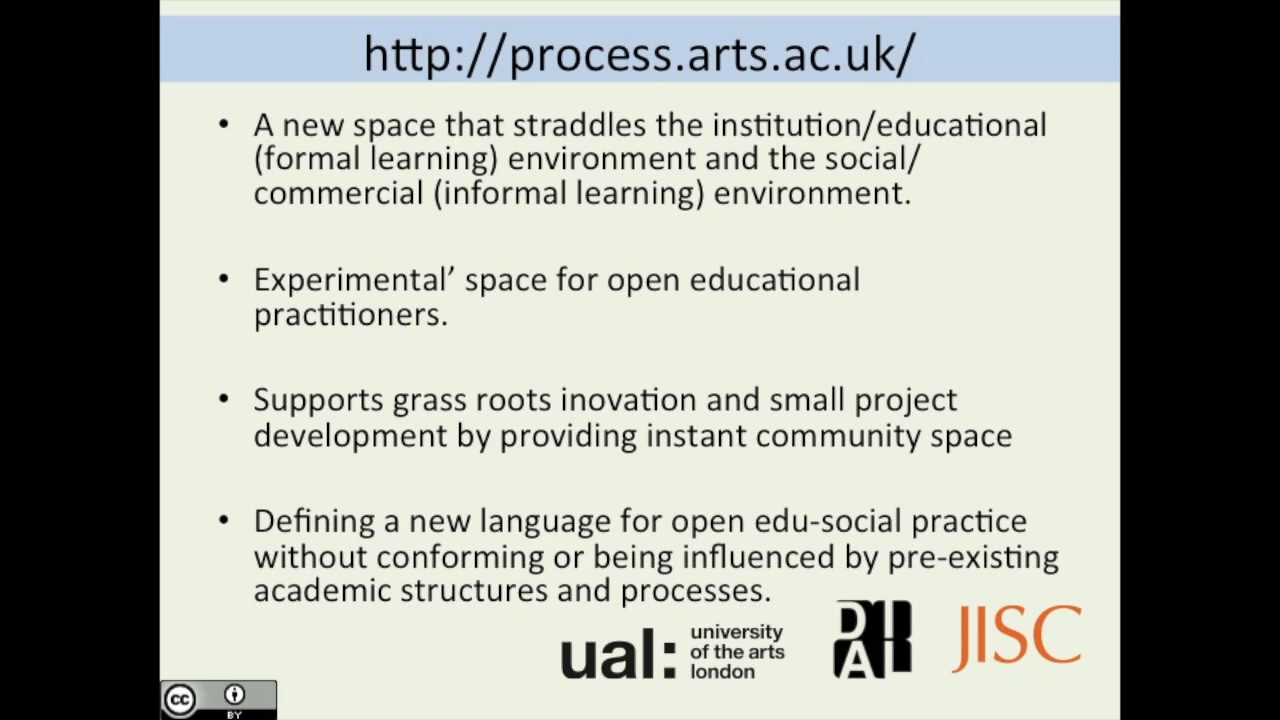 http://process.arts.ac.uk/
• A new space that straddles the institution/educational
(formal learning) environment and the social/
commercial (informal learning) environment.
• Experimental’ space for open educational
practitioners.
• Supports grass roots inovation and small project
development by providing instant community space
• Defining a new language for open edu-social practice
without conforming or being influenced by pre-existing
academic structures and processes.
ual: university
of the arts
london
DIAL
JISC
cc
BY